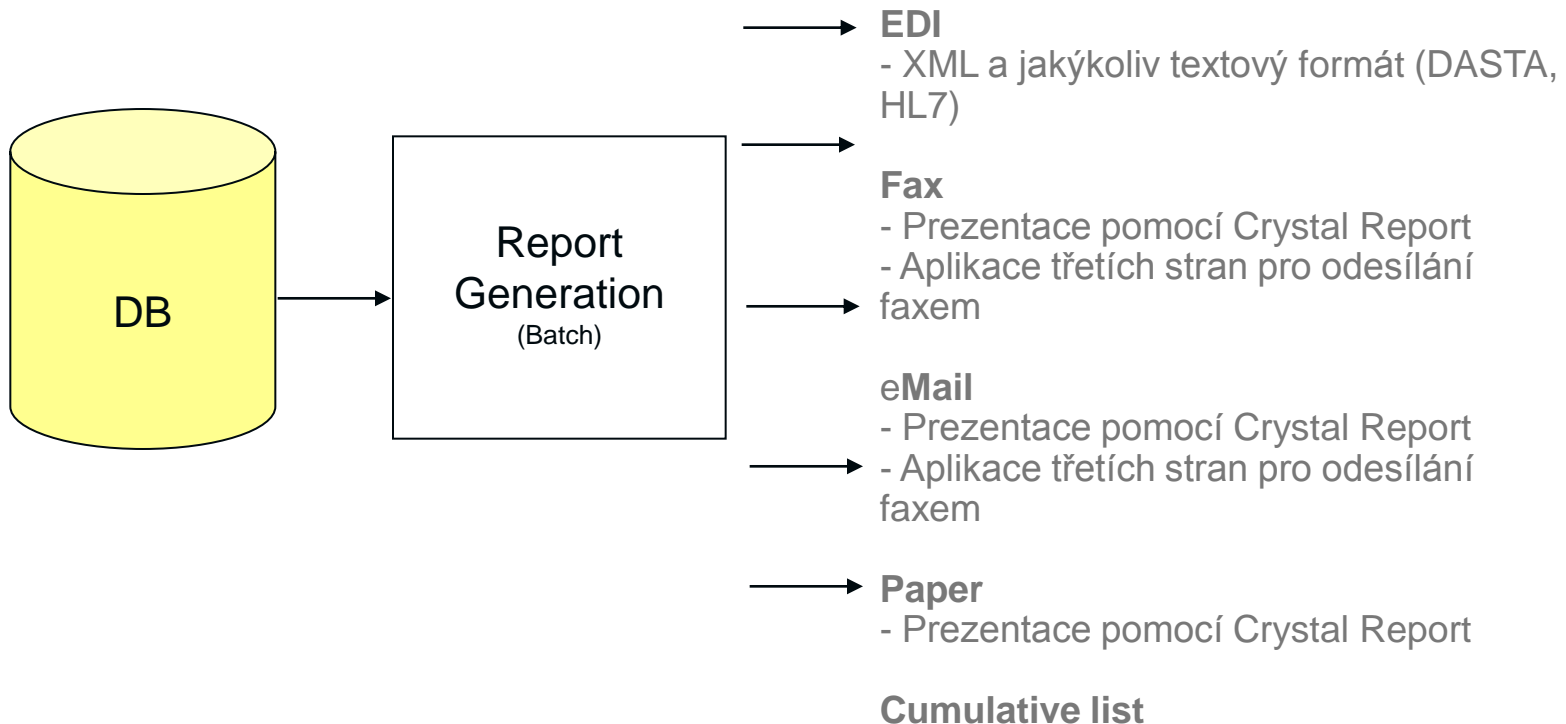 DB
Report
Generation
(Batch)
EDI
- XML a jakýkoliv textový formát (DASTA,
HL7)
Fax
- Prezentace pomocí Crystal Report
- Aplikace třetích stran pro odesílání
faxem
eMail
- Prezentace pomocí Crystal Report
- Aplikace třetích stran pro odesílání
faxem
Paper
- Prezentace pomocí Crystal Report
Cumulative list